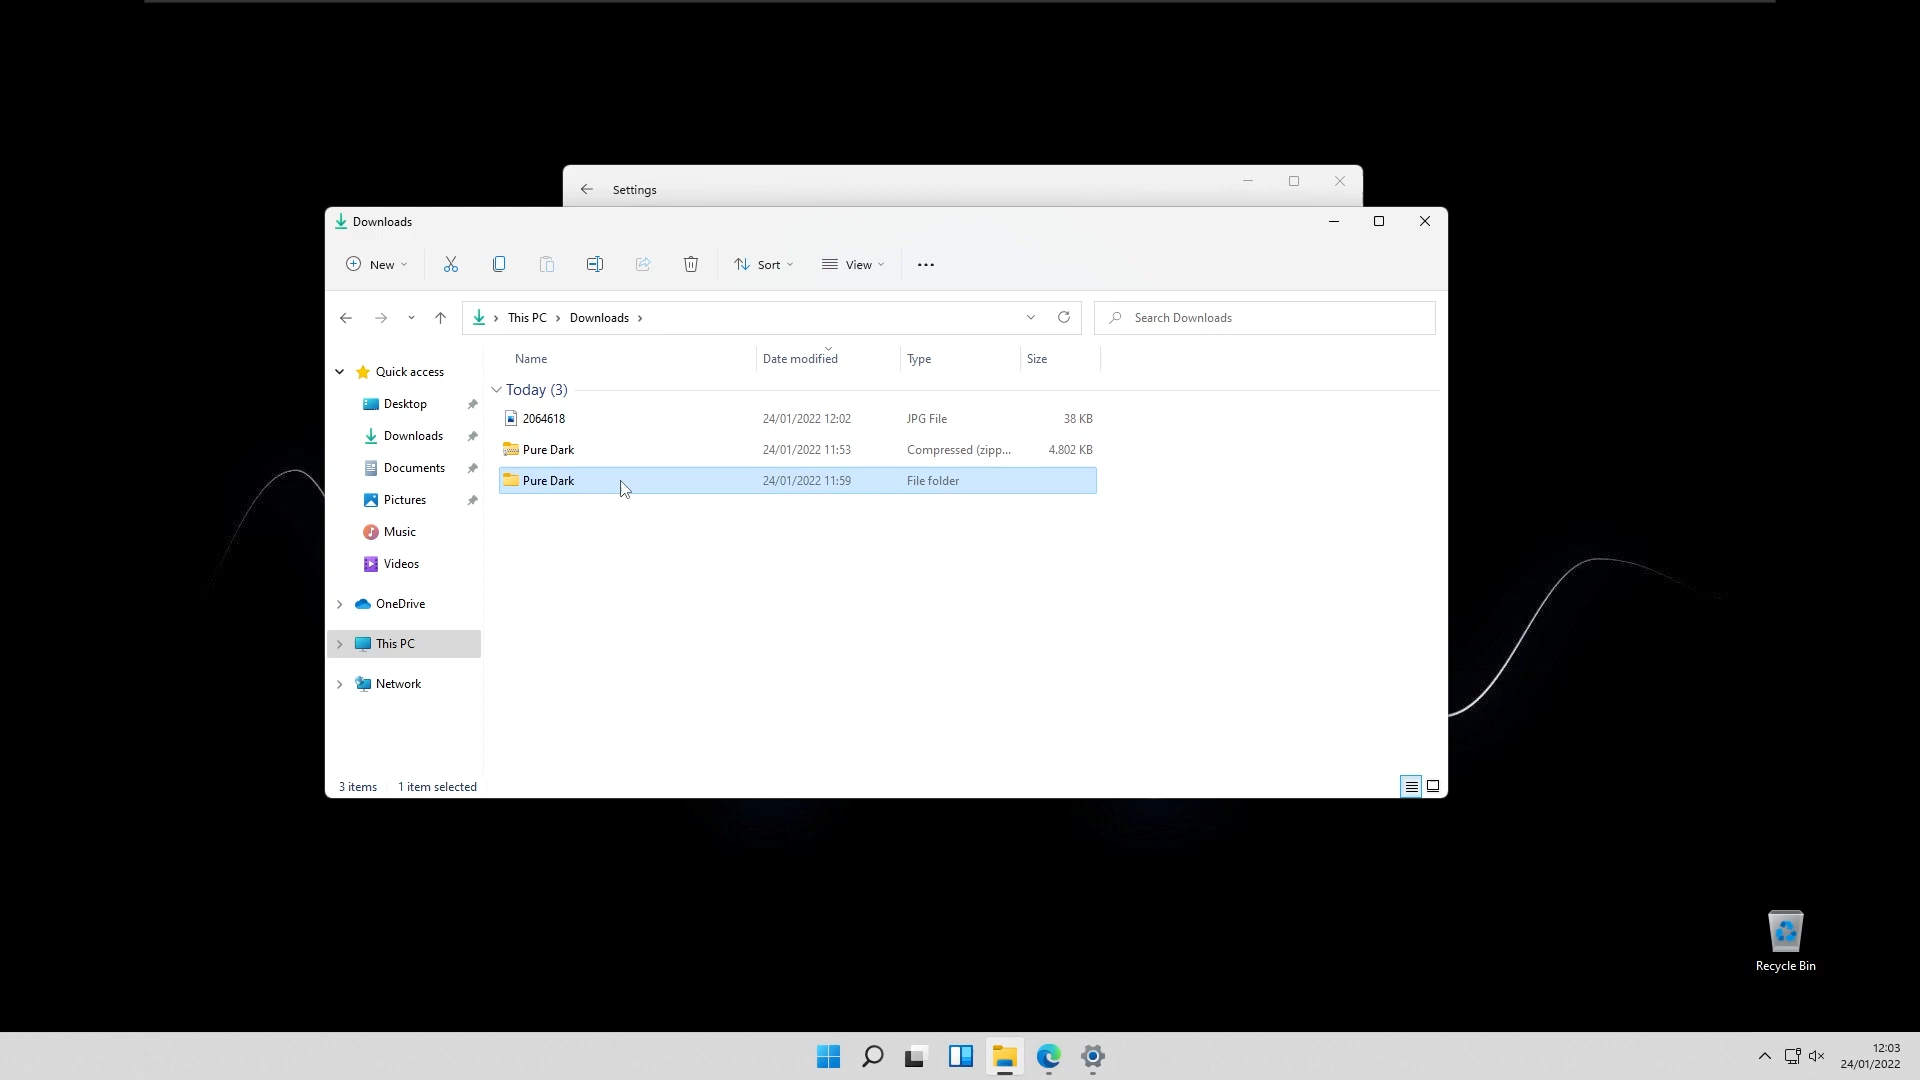 Settings
Downloads
New
Sort
View
This PC
Downloads
Search Downloads
Name
Date modified
Type
Size
Quick access
Desktop
Downloads
Documents
Pictures
Music
Videos
OneDrive
This PC
Network
Today (3)
2064618 24/01/2022 12:02 JPG File 38 KB
Pure Dark 24/01/2022 11:53 Compressed (zipp... 4.802 KB
Pure Dark 24/01/2022 11:59 File folder
3 items 1 item selected
Recycle Bin
12:03
24/01/2022